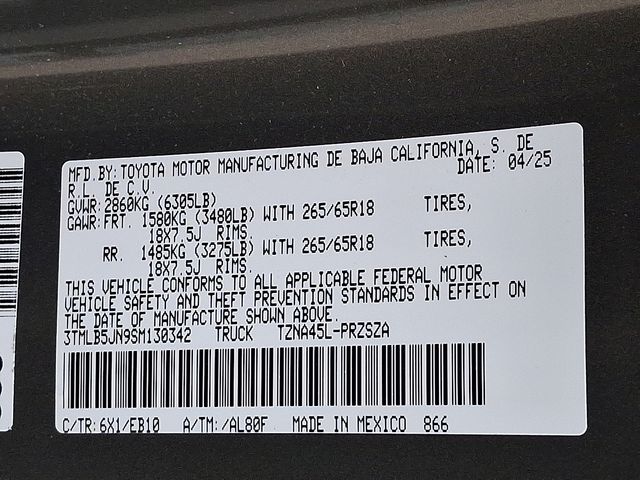 MFD.BY:TOYOTA MOTOR MANUFACTURING DE BAJA CALIFORNIA, S. DE
R.L. DE C.V. DATE: 04/25
GVWR:2860KG (6305LB)
GAWR:FRT. 1580KG (3480LB) WITH 265/65R18 TIRES,
18X7.5J RIMS.
RR. 1485KG (3275LB) WITH 265/65R18 TIRES,
18X7.5J RIMS.
THIS VEHICLE CONFORMS TO ALL APPLICABLE FEDERAL MOTOR
VEHICLE SAFETY AND THEFT PREVENTION STANDARDS IN EFFECT ON
THE DATE OF MANUFACTURE SHOWN ABOVE.
3TMLB5JN9SM130342 TRUCK TZNA45L-PRZSZA
C/TR:6X1/EB10 A/TM:/AL80F MADE IN MEXICO 866